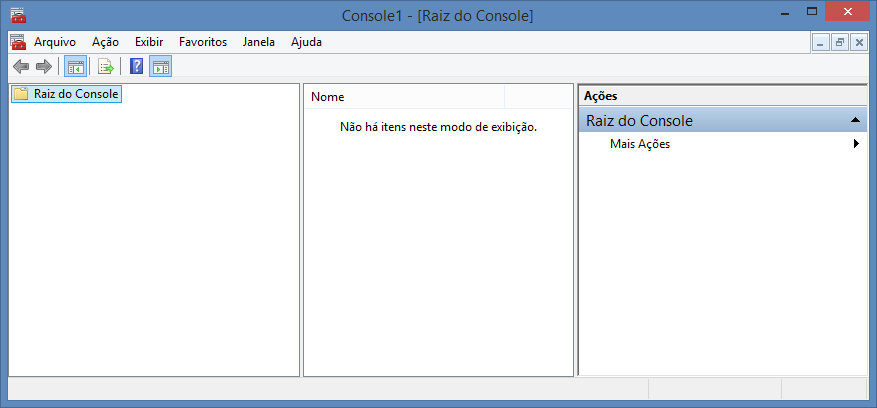 Console1 - [Raiz do Console]
Arquivo Ação Exibir Favoritos Janela Ajuda
Raiz do Console
Nome
Não há itens neste modo de exibição.
Ações
Raiz do Console
Mais Ações